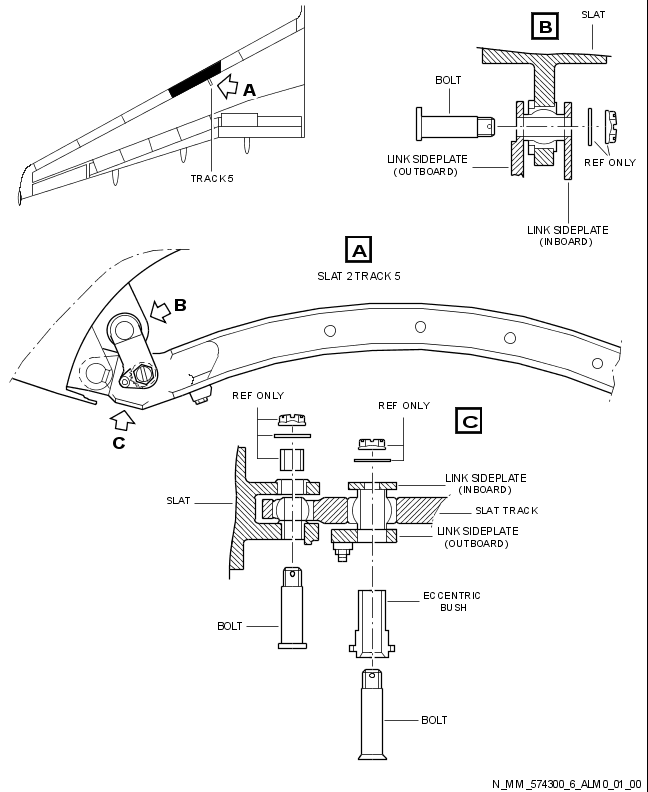 B
SLAT
BOLT
A
TRACK 5
LINK SIDEPLATE
(OUTBOARD)
REF ONLY
LINK SIDEPLATE
(INBOARD)
A
SLAT 2 TRACK 5
B
C
REF ONLY
REF ONLY
C
LINK SIDEPLATE
(INBOARD)
SLAT
SLAT TRACK
LINK SIDEPLATE
(OUTBOARD)
ECCENTRIC
BUSH
BOLT
BOLT
N_MM_574300_6_ALM0_01_00